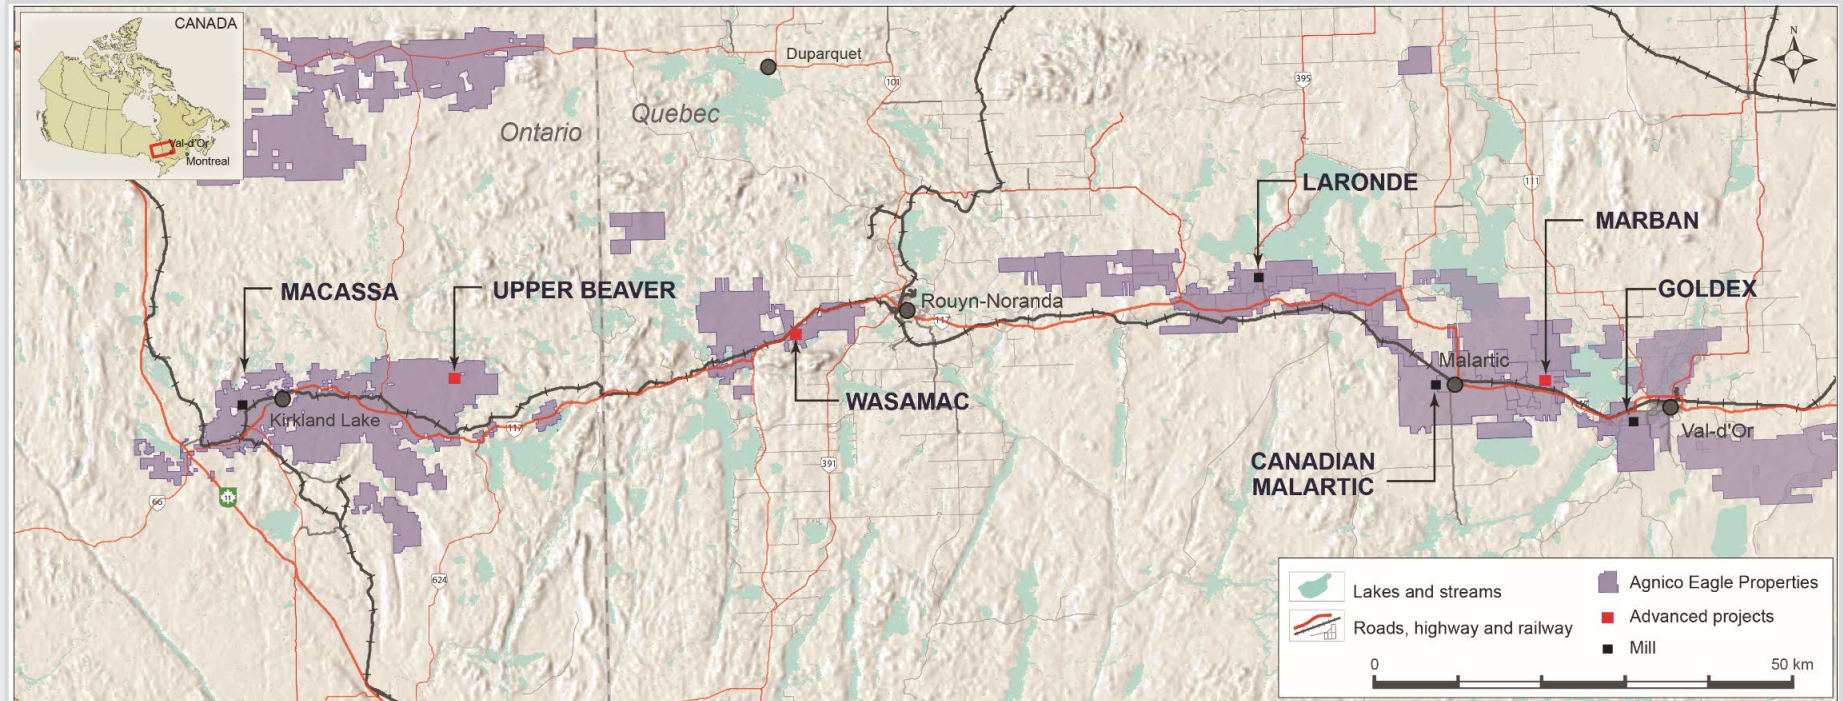 CANADA
Val-d'Or
Montreal
N
Duparquet
101
395
Quebec
Ontario
LARONDE
111
MARBAN
MACASSA
UPPER BEAVER
GOLDEX
Rouyn-Noranda
117
Malartic
WASAMAC
Kirkland Lake
117
Val-d'Or
391
CANADIAN
MALARTIC
66
11
624
Lakes and streams
Roads, highway and railway
Agnico Eagle Properties
Advanced projects
Mill
0
50 km